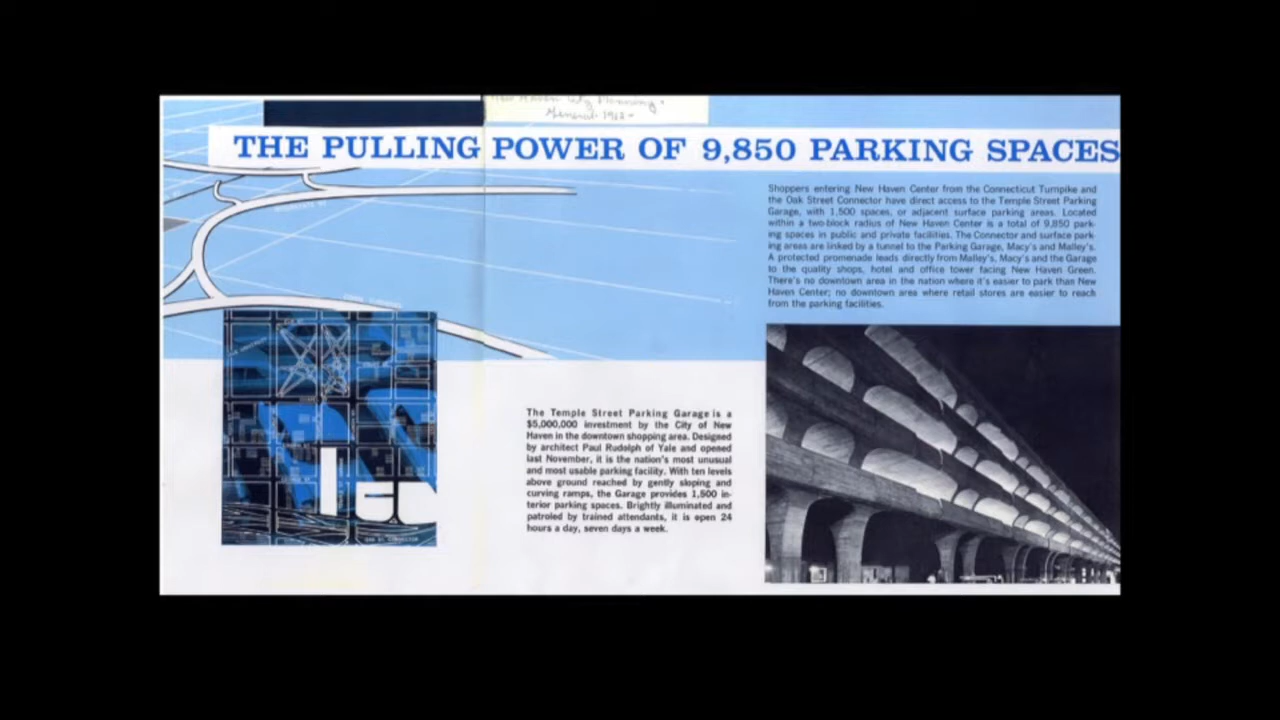 New Haven City Planning.
General. 1962-
THE PULLING POWER OF 9,850 PARKING SPACES
Shoppers entering New Haven Center from the Connecticut Turnpike and
the Oak Street Connector have direct access to the Temple Street Parking
Garage, with 1,500 spaces, or adjacent surface parking areas. Located
within a two-block radius of New Haven Center is a total of 9,850 park-
ing spaces in public and private facilities. The Connector and surface park-
ing areas are linked by a tunnel to the Parking Garage, Macy's and Malley's.
A protected promenade leads directly from Malley's, Macy's and the Garage
to the quality shops, hotel and office tower facing New Haven Green.
There's no downtown area in the nation where it's easier to park than New
Haven Center; no downtown area where retail stores are easier to reach
from the parking facilities.
The Temple Street Parking Garage is a
$5,000,000 investment by the City of New
Haven in the downtown shopping area. Designed
by architect Paul Rudolph of Yale and opened
last November, it is the nation's most unusual
and most usable parking facility. With ten levels
above ground reached by gently sloping and
curving ramps, the Garage provides 1,500 in-
terior parking spaces. Brightly illuminated and
patroled by trained attendants, it is open 24
hours a day, seven days a week.